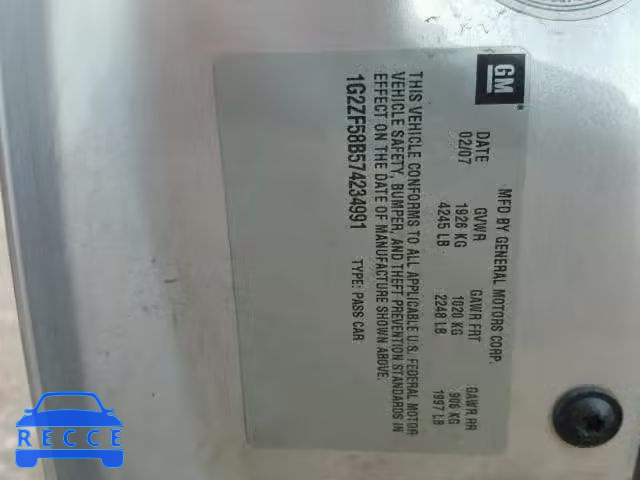 GM
MFD BY GENERAL MOTORS CORP.
DATE GVWR GAWR FRT GAWR RR
02/07 1926 KG 1020 KG 906 KG
4245 LB 2248 LB 1997 LB
THIS VEHICLE CONFORMS TO ALL APPLICABLE U.S. FEDERAL MOTOR
VEHICLE SAFETY, BUMPER, AND THEFT PREVENTION STANDARDS IN
EFFECT ON THE DATE OF MANUFACTURE SHOWN ABOVE.
1G2ZF58B574234991 TYPE: PASS CAR
RECCE